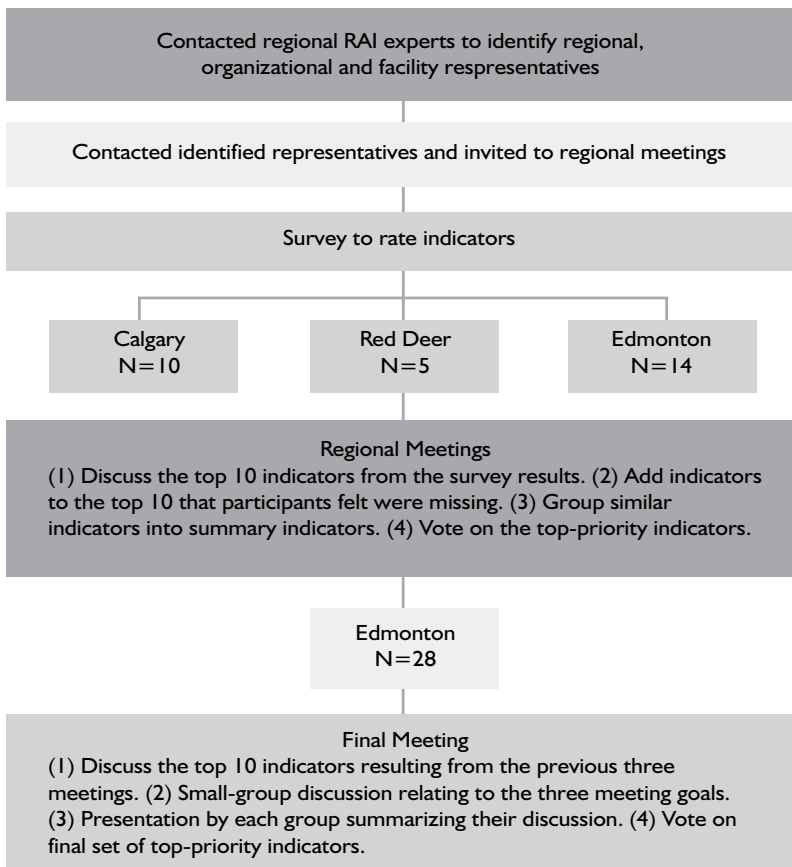 Contacted regional RAI experts to identify regional,
organizational and facility respresentatives
Contacted identified representatives and invited to regional meetings
Survey to rate indicators
Calgary
N=10
Red Deer
N=5
Edmonton
N=14
Regional Meetings
(1) Discuss the top 10 indicators from the survey results. (2) Add indicators
to the top 10 that participants felt were missing. (3) Group similar
indicators into summary indicators. (4) Vote on the top-priority indicators.
Edmonton
N=28
Final Meeting
(1) Discuss the top 10 indicators resulting from the previous three
meetings. (2) Small-group discussion relating to the three meeting goals.
(3) Presentation by each group summarizing their discussion. (4) Vote on
final set of top-priority indicators.